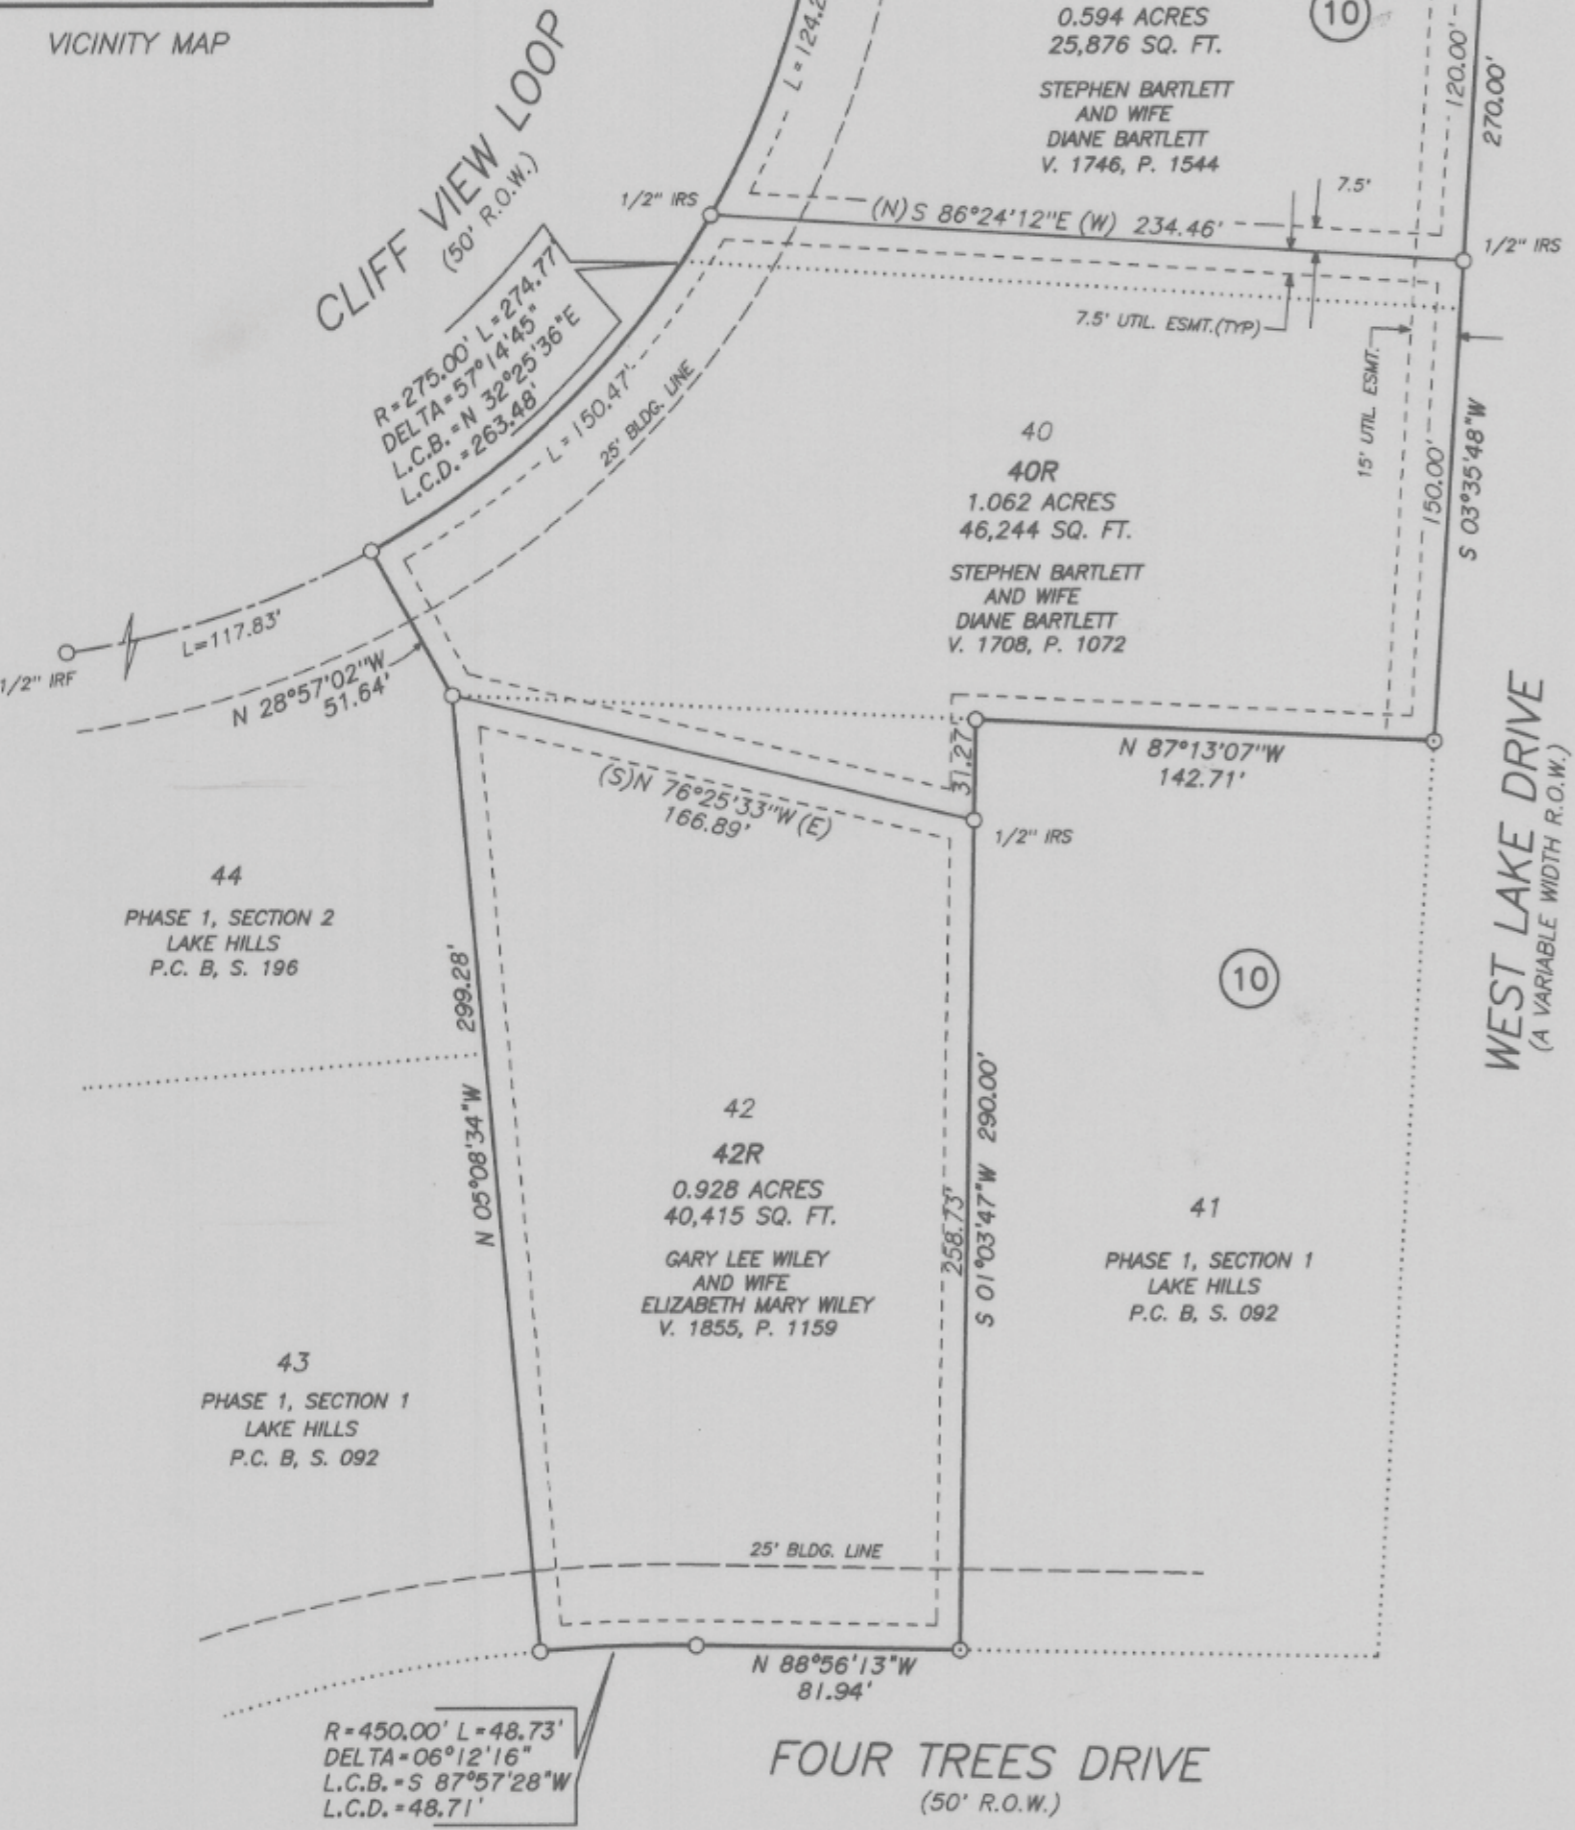 VICINITY MAP
CLIFF VIEW LOOP
(50' R.O.W.)
0.594 ACRES
25,876 SQ. FT.
STEPHEN BARTLETT
AND WIFE
DIANE BARTLETT
V. 1746, P. 1544
10
120.00'
270.00'
1/2" IRS
(N)S 86°24'12"E (W) 234.46'
7.5'
1/2" IRS
7.5' UTIL. ESMT.(TYP)
15' UTIL ESMT.
150.00'
S 03°35'48"W
R=275.00' L=274.77'
DELTA=57°14'45"
L.C.B.=N 32°25'36"E
L.C.D.=263.48'
L=150.47'
25' BLDG. LINE
40
40R
1.062 ACRES
46,244 SQ. FT.
STEPHEN BARTLETT
AND WIFE
DIANE BARTLETT
V. 1708, P. 1072
L=117.83'
1/2" IRF
N 28°57'02"W
51.64'
31.27'
N 87°13'07"W
142.71'
(S)N 76°25'33"W(E)
166.89'
1/2" IRS
WEST LAKE DRIVE
(A VARIABLE WIDTH R.O.W.)
44
PHASE 1, SECTION 2
LAKE HILLS
P.C. B, S. 196
10
N 05°08'34"W 299.28'
42
42R
0.928 ACRES
40,415 SQ. FT.
GARY LEE WILEY
AND WIFE
ELIZABETH MARY WILEY
V. 1855, P. 1159
258.73'
S 01°03'47"W 290.00'
41
PHASE 1, SECTION 1
LAKE HILLS
P.C. B, S. 092
43
PHASE 1, SECTION 1
LAKE HILLS
P.C. B, S. 092
25' BLDG. LINE
N 88°56'13"W
81.94'
R=450.00' L=48.73'
DELTA=06°12'16"
L.C.B.=S 87°57'28"W
L.C.D.=48.71'
FOUR TREES DRIVE
(50' R.O.W.)